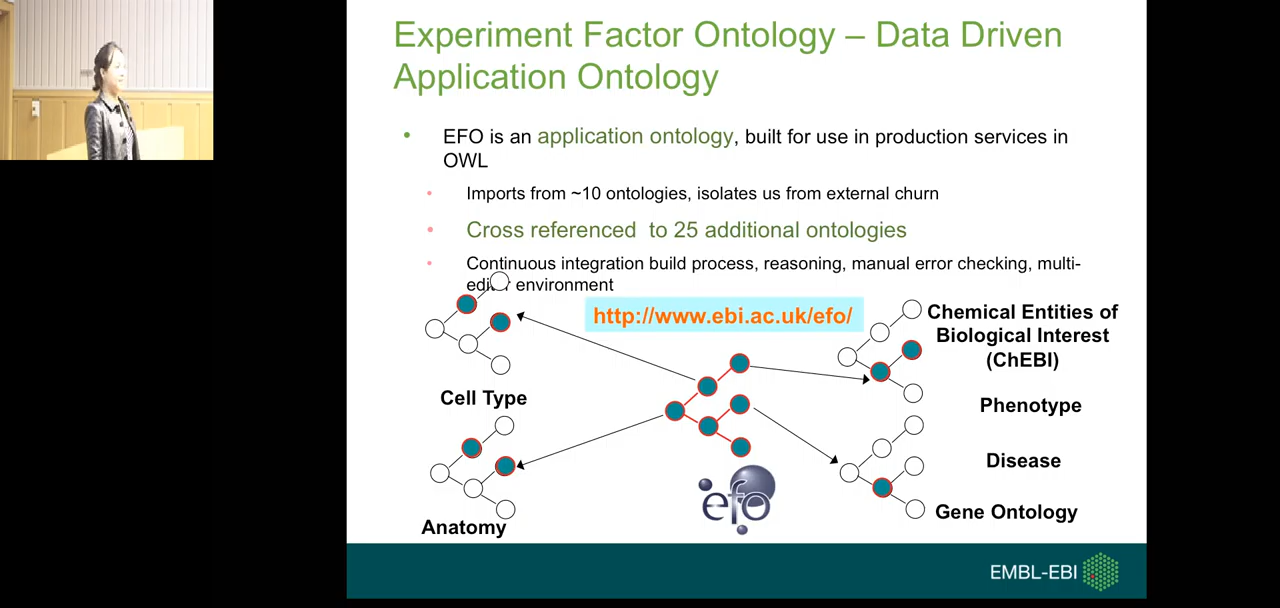 Experiment Factor Ontology – Data Driven
Application Ontology
• EFO is an application ontology, built for use in production services in
OWL
• Imports from ~10 ontologies, isolates us from external churn
• Cross referenced to 25 additional ontologies
• Continuous integration build process, reasoning, manual error checking, multi-
editor environment
http://www.ebi.ac.uk/efo/
Chemical Entities of
Biological Interest
(ChEBI)
Cell Type
Phenotype
Disease
Anatomy
Gene Ontology
efo
EMBL-EBI